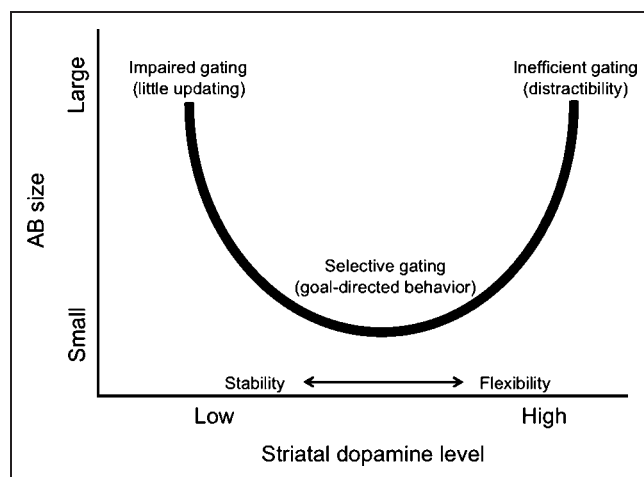 Large
Impaired gating
(little updating)
Inefficient gating
(distractibility)
AB size
Selective gating
(goal-directed behavior)
Small
Stability
Flexibility
Low
High
Striatal dopamine level